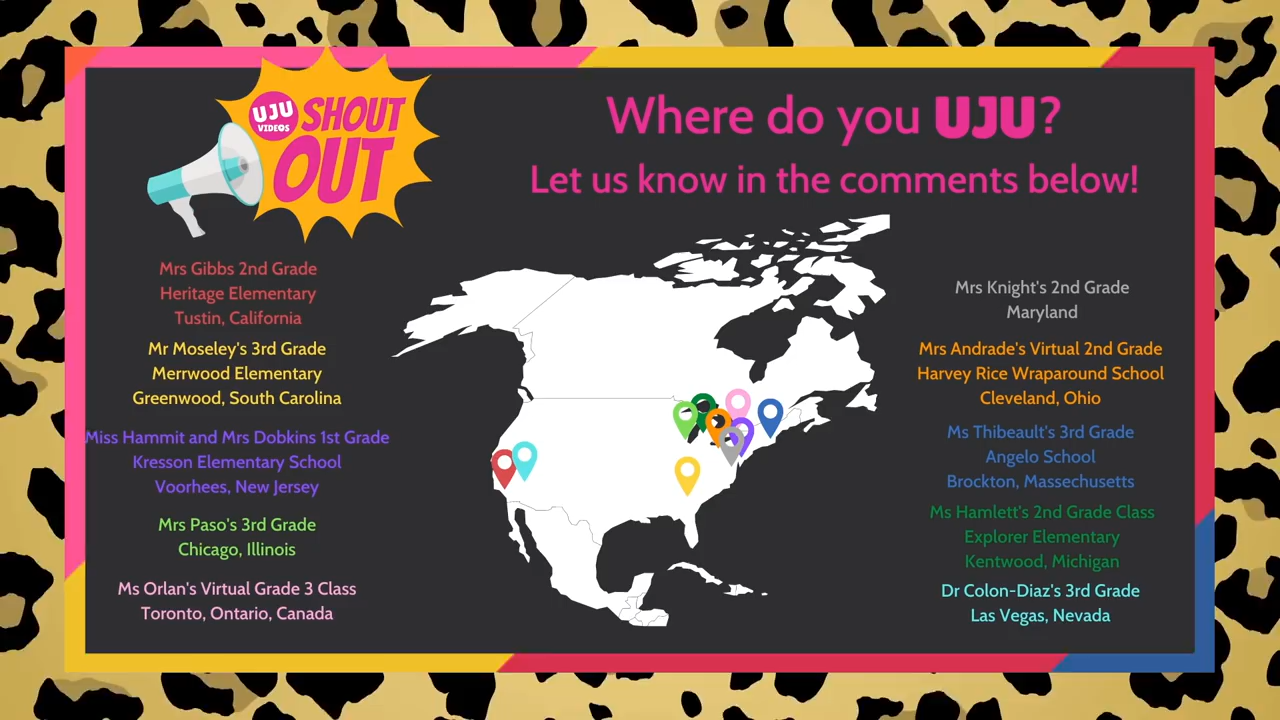 UJU
VIDEOS
SHOUT
OUT
Where do you UJU?
Let us know in the comments below!
Mrs Gibbs 2nd Grade
Heritage Elementary
Tustin, California
Mr Moseley's 3rd Grade
Merrwood Elementary
Greenwood, South Carolina
Miss Hammit and Mrs Dobkins 1st Grade
Kresson Elementary School
Voorhees, New Jersey
Mrs Paso's 3rd Grade
Chicago, Illinois
Ms Orlan's Virtual Grade 3 Class
Toronto, Ontario, Canada
Mrs Knight's 2nd Grade
Maryland
Mrs Andrade's Virtual 2nd Grade
Harvey Rice Wraparound School
Cleveland, Ohio
Ms Thibeault's 3rd Grade
Angelo School
Brockton, Massechusetts
Ms Hamlett's 2nd Grade Class
Explorer Elementary
Kentwood, Michigan
Dr Colon-Diaz's 3rd Grade
Las Vegas, Nevada